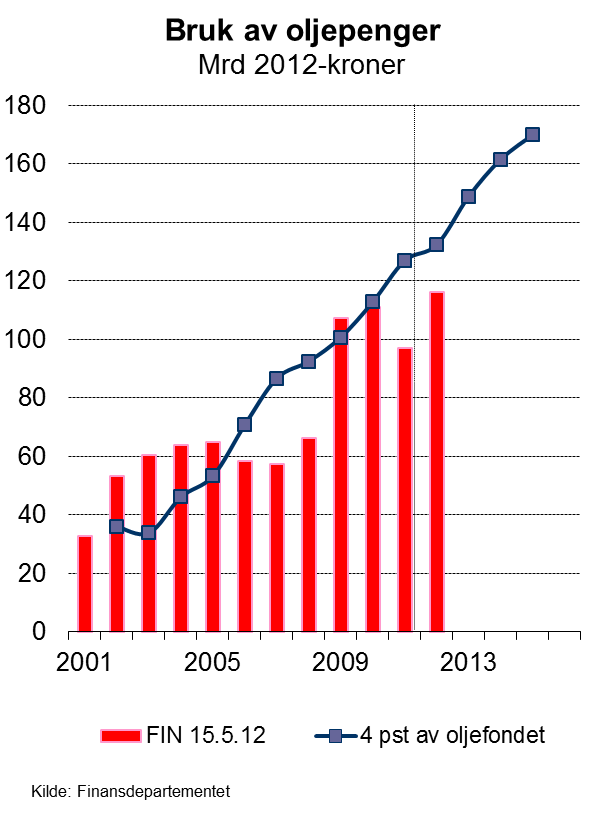 Bruk av oljepenger
Mrd 2012-kroner
180
160
140
120
100
80
60
40
20
0
2001 2005 2009 2013
FIN 15.5.12 4 pst av oljefondet
Kilde: Finansdepartementet